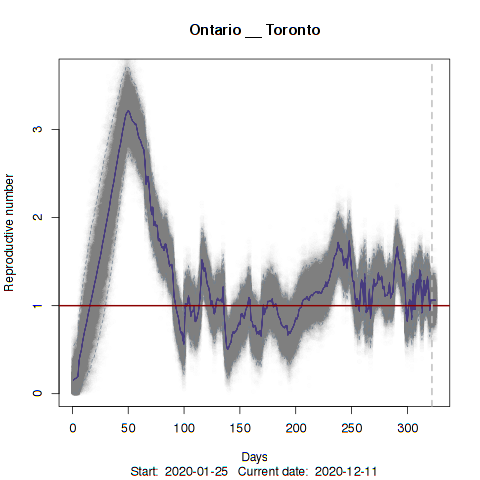 Ontario __ Toronto
Reproductive number
3
2
1
0
0 50 100 150 200 250 300
Days
Start: 2020-01-25 Current date: 2020-12-11